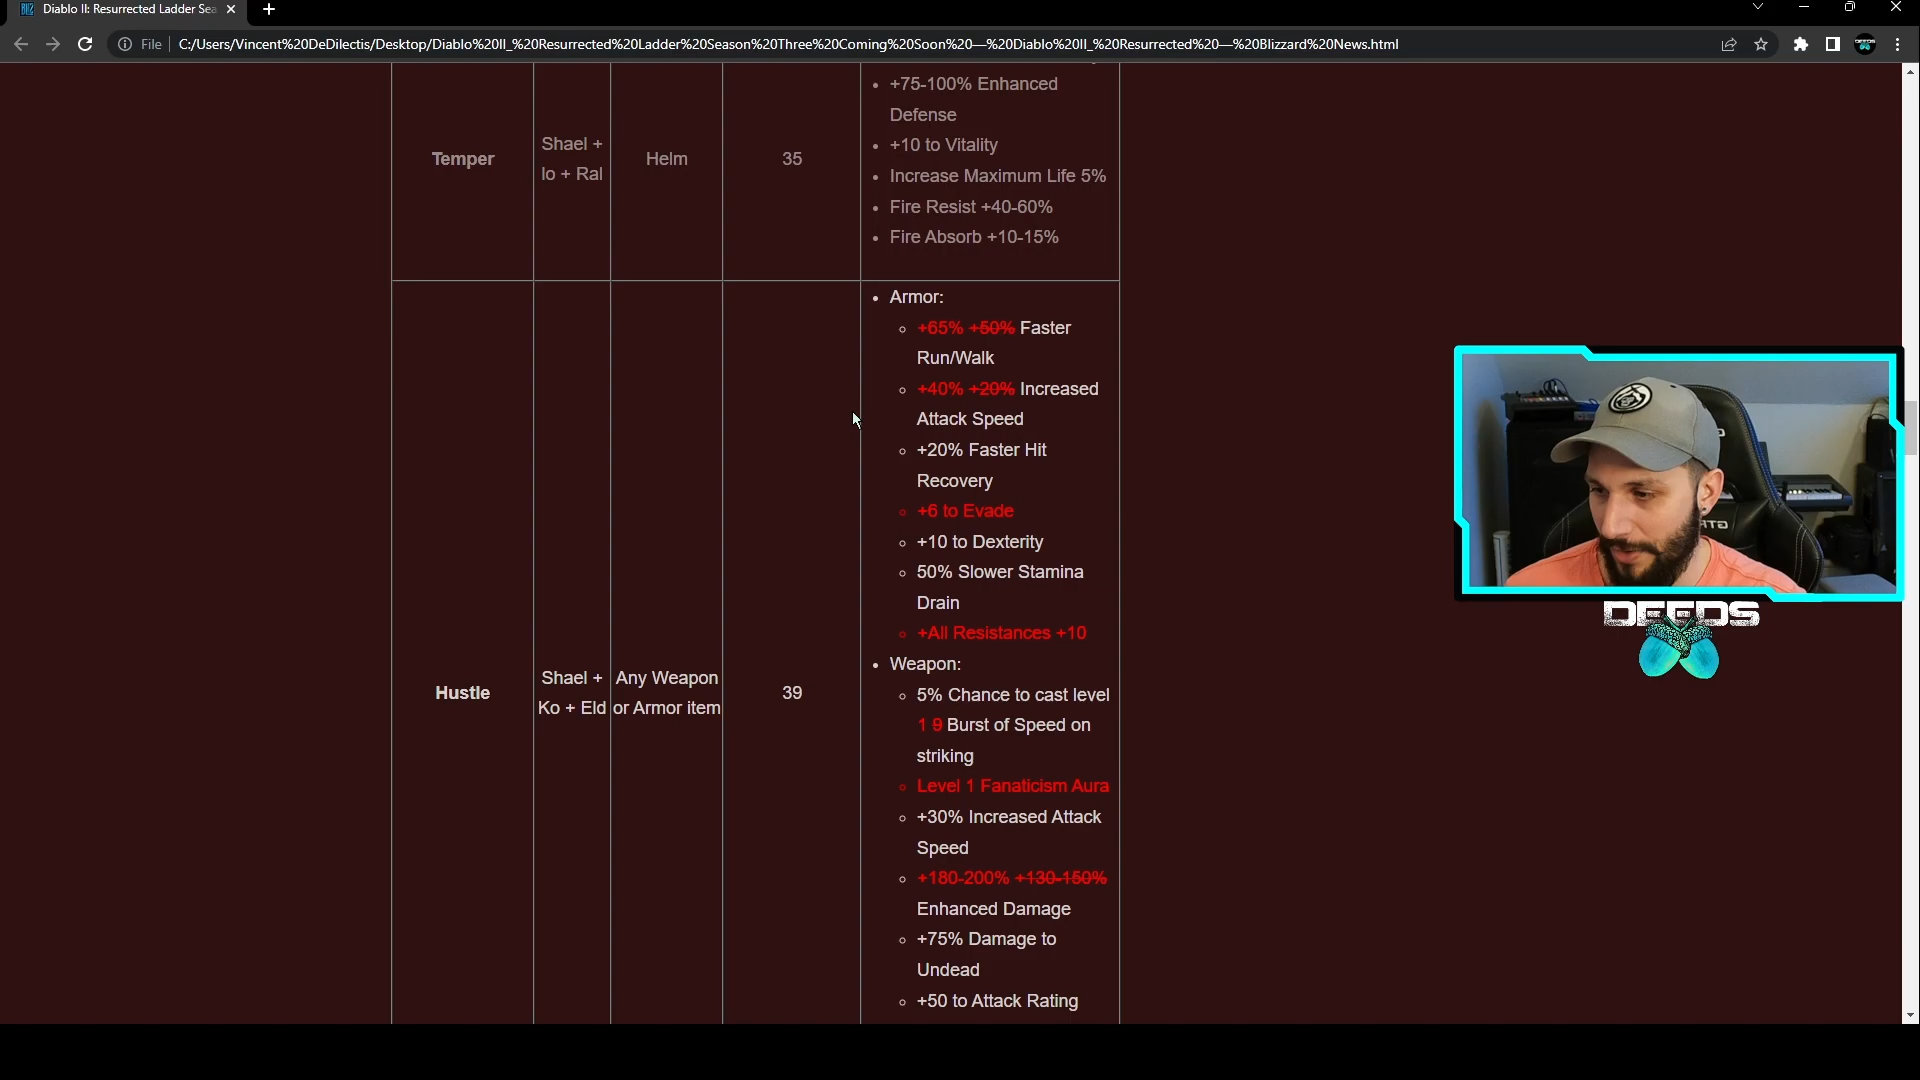 Diablo II: Resurrected Ladder Sea
File
C:/Users/Vincent%20DeDilectis/Desktop/Diablo%20II_%20Resurrected%20Ladder%20Season%20Three%20Coming%20Soon%20—%20Diablo%20II_%20Resurrected%20—%20Blizzard%20News.html
Temper
Shael +
Io + Ral
Helm
35
+75-100% Enhanced
Defense
+10 to Vitality
Increase Maximum Life 5%
Fire Resist +40-60%
Fire Absorb +10-15%
Hustle
Shael +
Ko + Eld
Any Weapon
or Armor item
39
Armor:
+65% +50% Faster
Run/Walk
+40% +20% Increased
Attack Speed
+20% Faster Hit
Recovery
+6 to Evade
+10 to Dexterity
50% Slower Stamina
Drain
+All Resistances +10
Weapon:
5% Chance to cast level
1 9 Burst of Speed on
striking
Level 1 Fanaticism Aura
+30% Increased Attack
Speed
+180-200% +130-150%
Enhanced Damage
+75% Damage to
Undead
+50 to Attack Rating
DEEDS